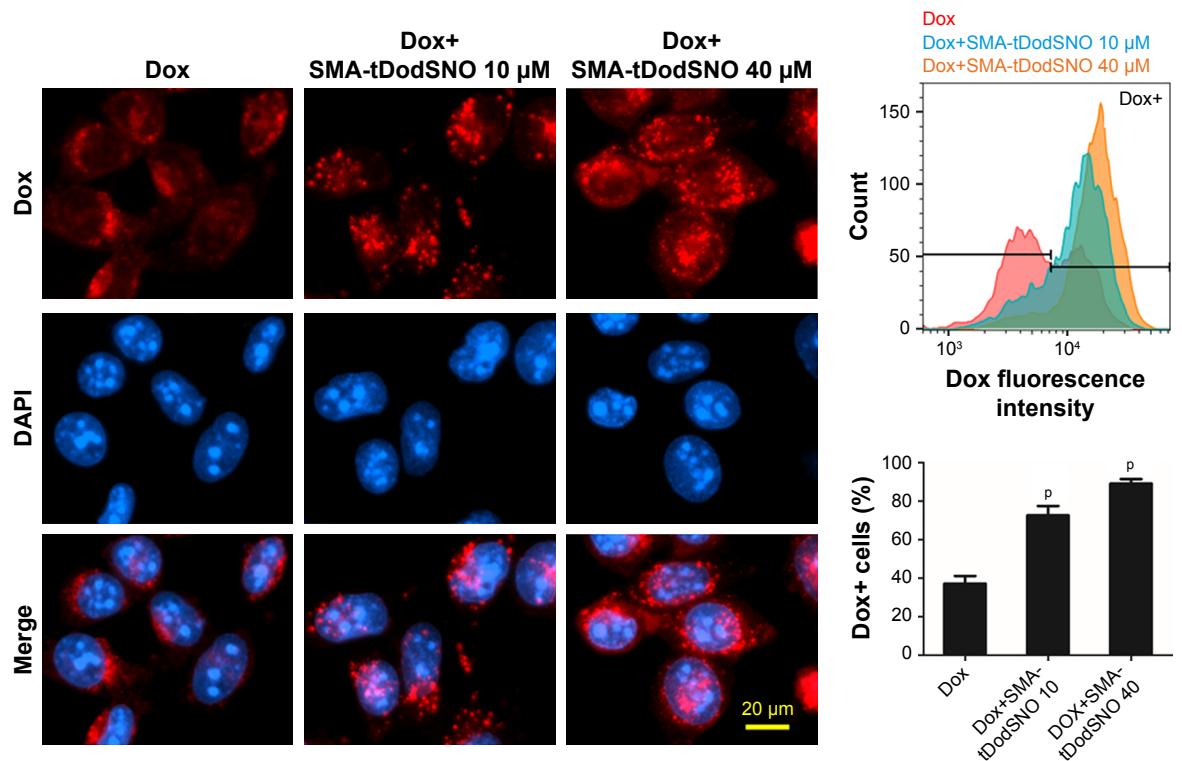 Dox
Dox+
SMA-tDodSNO 10 µM
Dox+
SMA-tDodSNO 40 µM
Dox
DAPI
Merge
20 µm
Dox
Dox+SMA-tDodSNO 10 µM
Dox+SMA-tDodSNO 40 µM
Dox+
150
100
50
0
Count
10³
10⁴
Dox fluorescence
intensity
100
80
60
40
20
0
Dox+ cells (%)
p
p
Dox
Dox+SMA-
tDodSNO 10
DOX+SMA-
tDodSNO 40